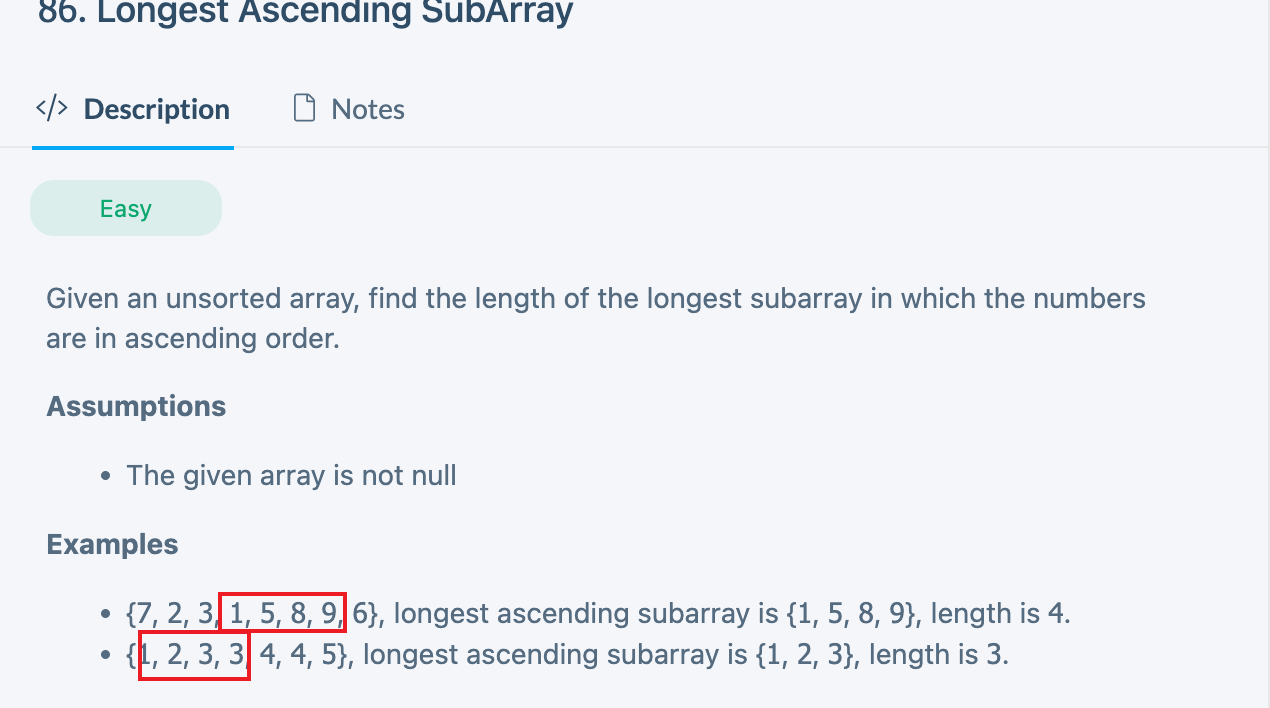 86. Longest Ascending SubArray
</> Description Notes
Easy
Given an unsorted array, find the length of the longest subarray in which the numbers
are in ascending order.
Assumptions
• The given array is not null
Examples
• {7, 2, 3, 1, 5, 8, 9, 6}, longest ascending subarray is {1, 5, 8, 9}, length is 4.
• {1, 2, 3, 3, 4, 4, 5}, longest ascending subarray is {1, 2, 3}, length is 3.